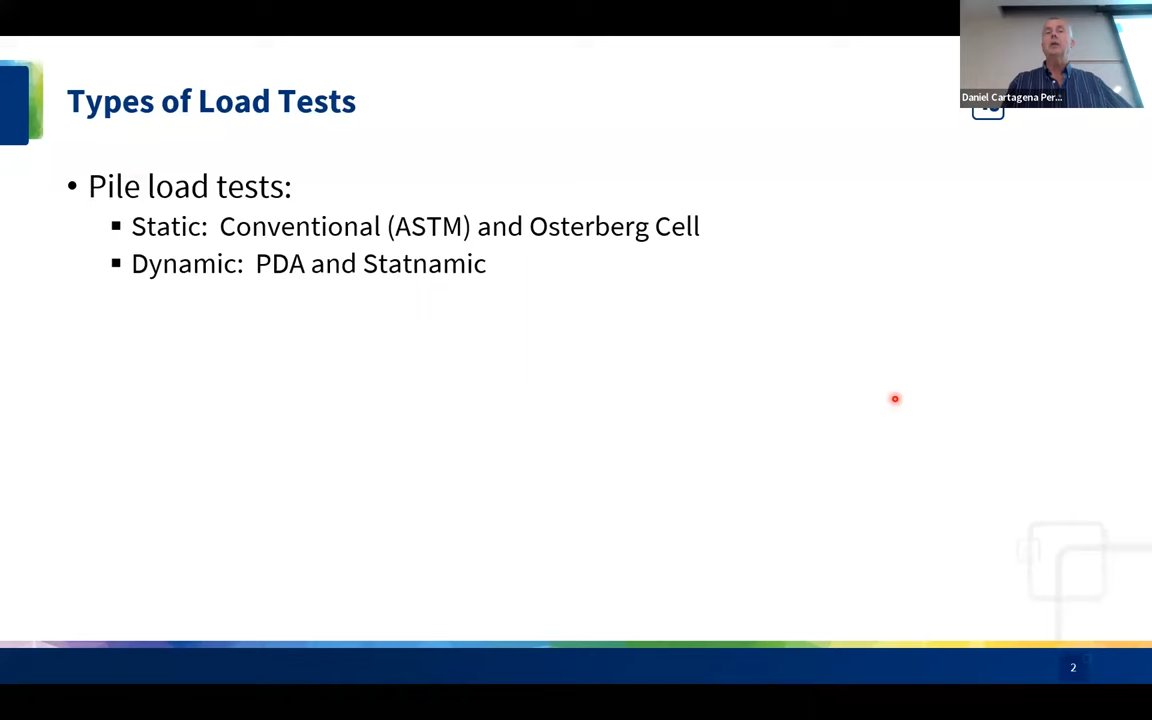 Types of Load Tests
Daniel Cartagena Per...
• Pile load tests:
▪ Static: Conventional (ASTM) and Osterberg Cell
▪ Dynamic: PDA and Statnamic
2